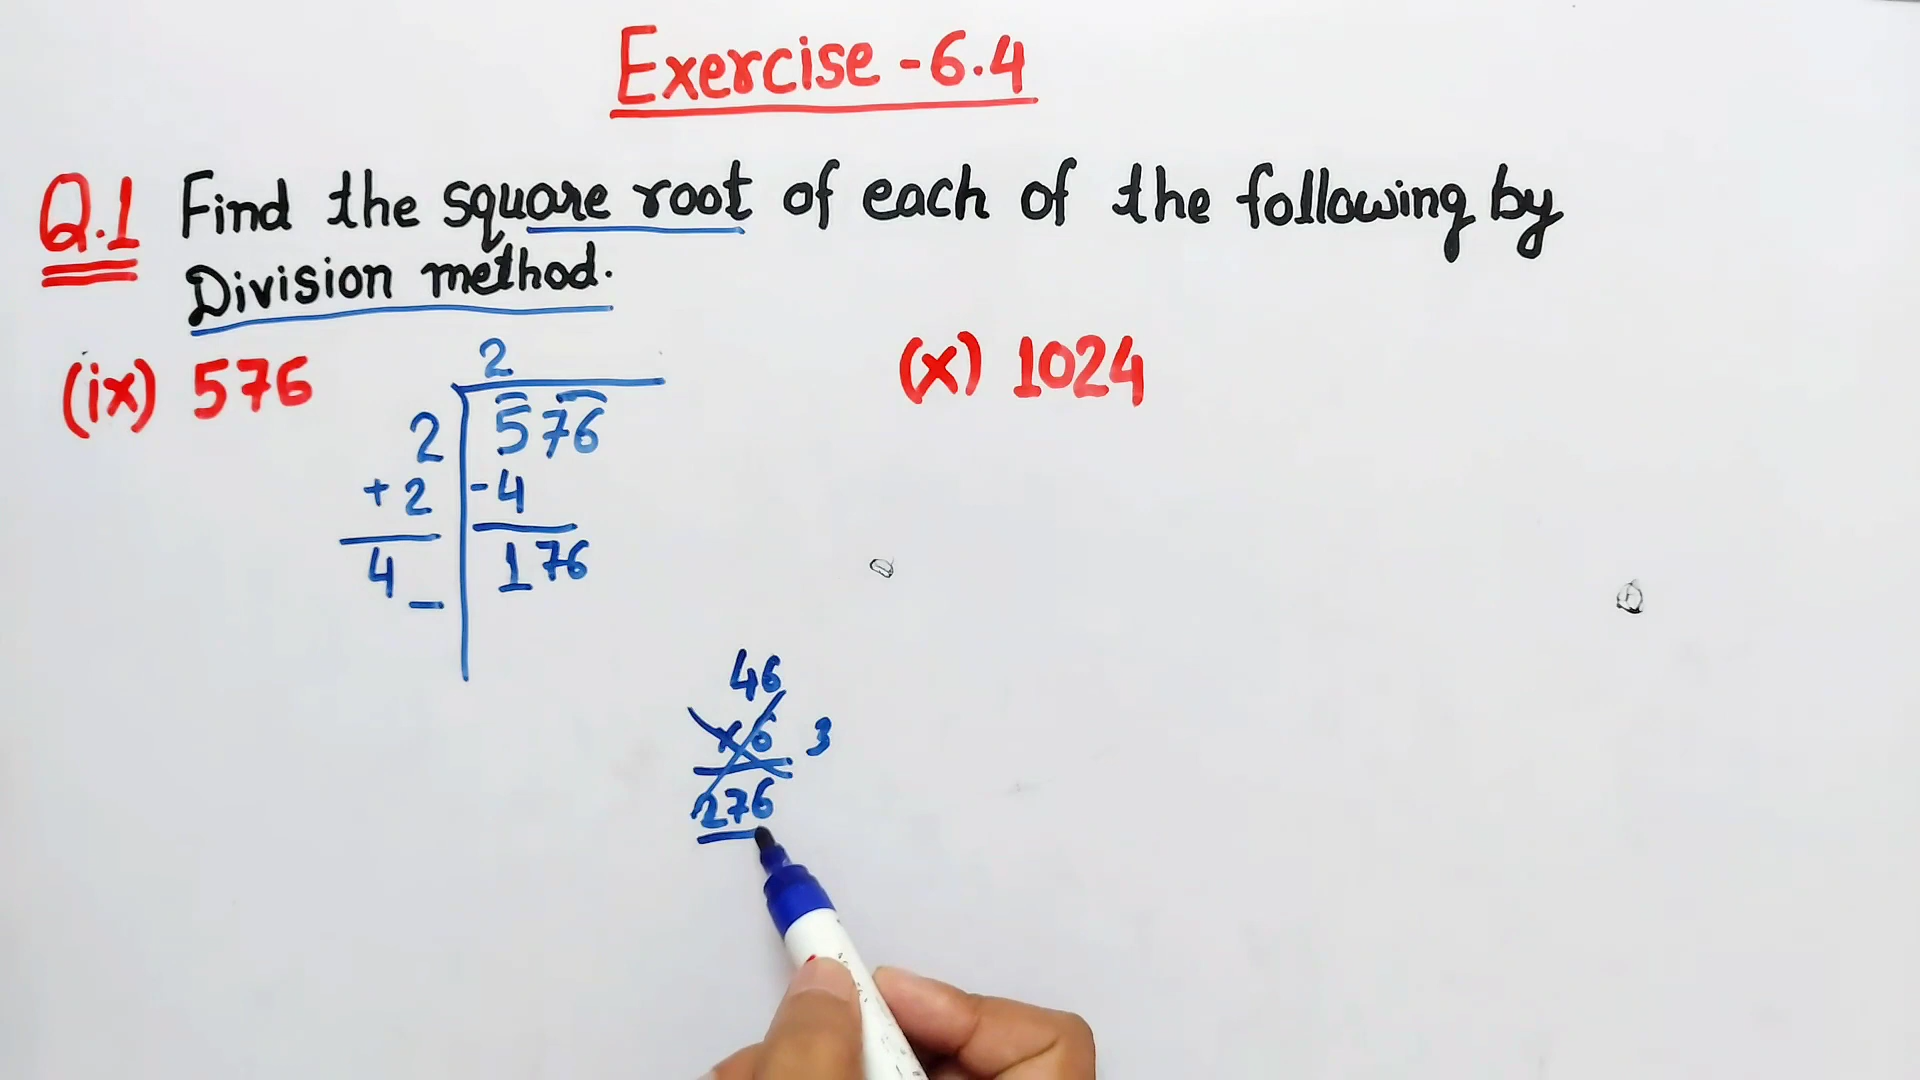 Exercise - 6.4
Q.1 Find the square root of each of the following by
Division method.
(ix) 576
2
2 576
+ 2 - 4
4 _ 176
(x) 1024
46
x 6 3
276